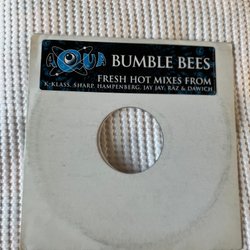 AQUA
BUMBLE BEES
FRESH HOT MIXES FROM
K-KLASS, SHARP, HAMPENBERG, JAY JAY, RAZ & DAWICH